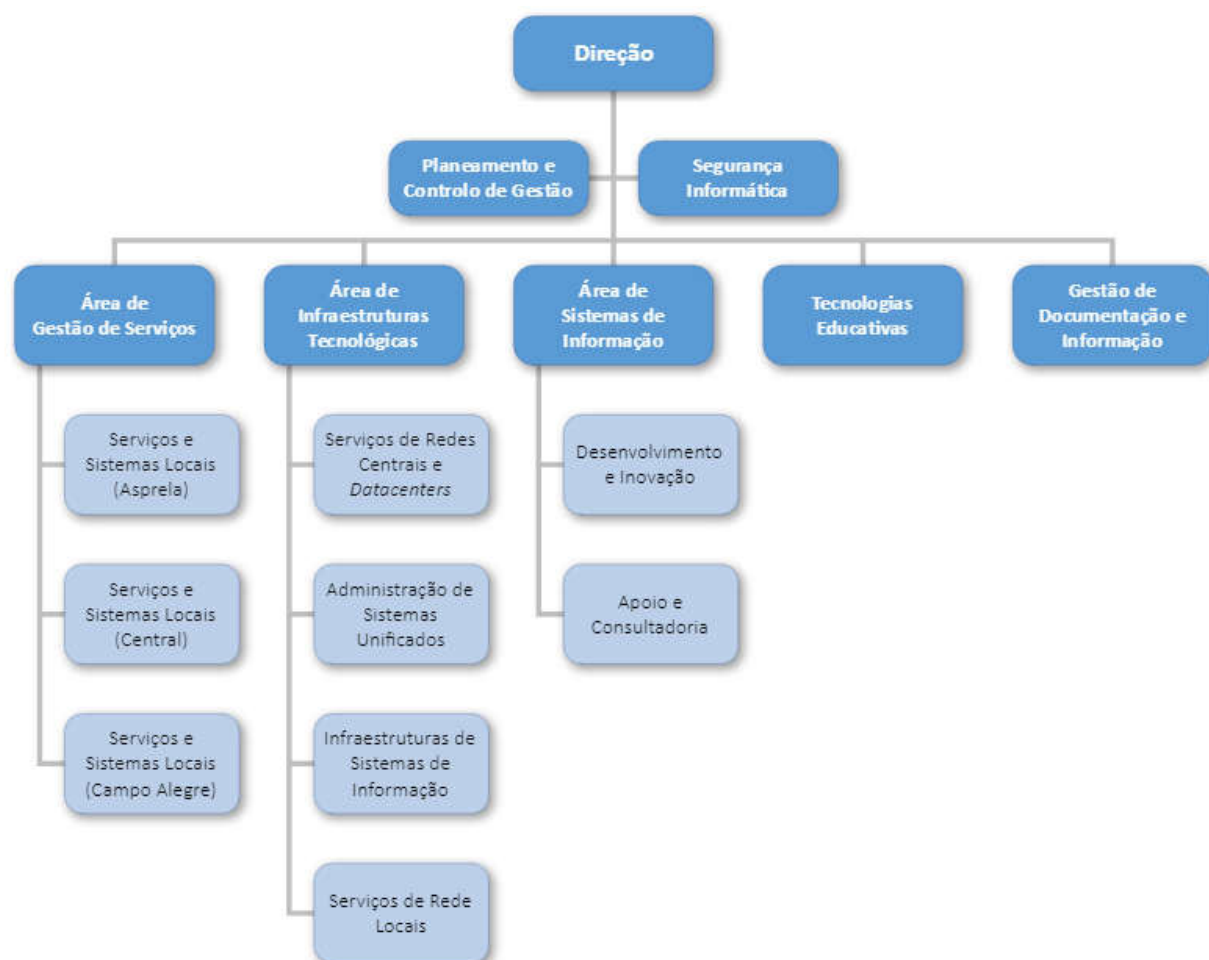 Direção
Planeamento e
Controlo de Gestão
Segurança
Informática
Área de
Gestão de Serviços
Área de
Infraestruturas
Tecnológicas
Área de
Sistemas de
Informação
Tecnologias
Educativas
Gestão de
Documentação e
Informação
Serviços e
Sistemas Locais
(Asprela)
Serviços de Redes
Centrais e
Datacenters
Desenvolvimento
e Inovação
Serviços e
Sistemas Locais
(Central)
Administração de
Sistemas
Unificados
Apoio e
Consultadoria
Serviços e
Sistemas Locais
(Campo Alegre)
Infraestruturas de
Sistemas de
Informação
Serviços de Rede
Locais